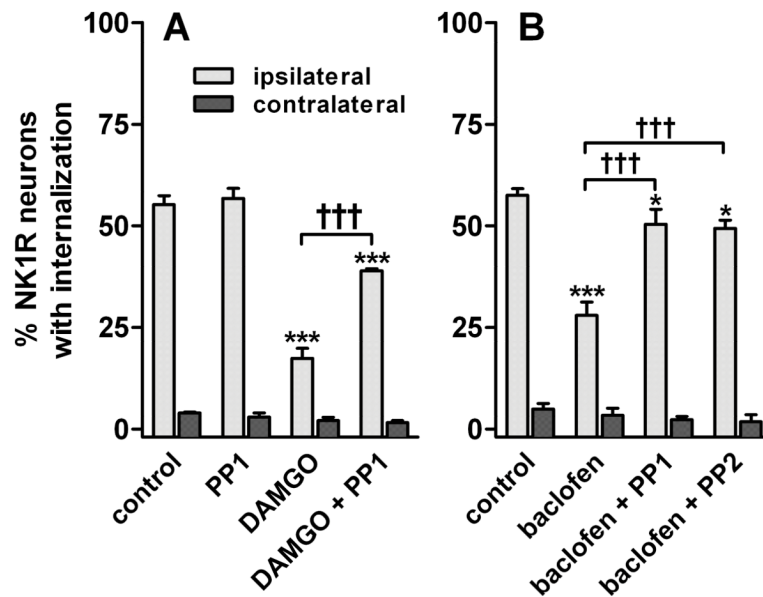 A
B
ipsilateral
contralateral
% NK1R neurons
with internalization
100
75
50
25
0
***
***
†††
control
PP1
DAMGO
DAMGO + PP1
100
75
50
25
0
***
*
*
†††
†††
control
baclofen
baclofen + PP1
baclofen + PP2